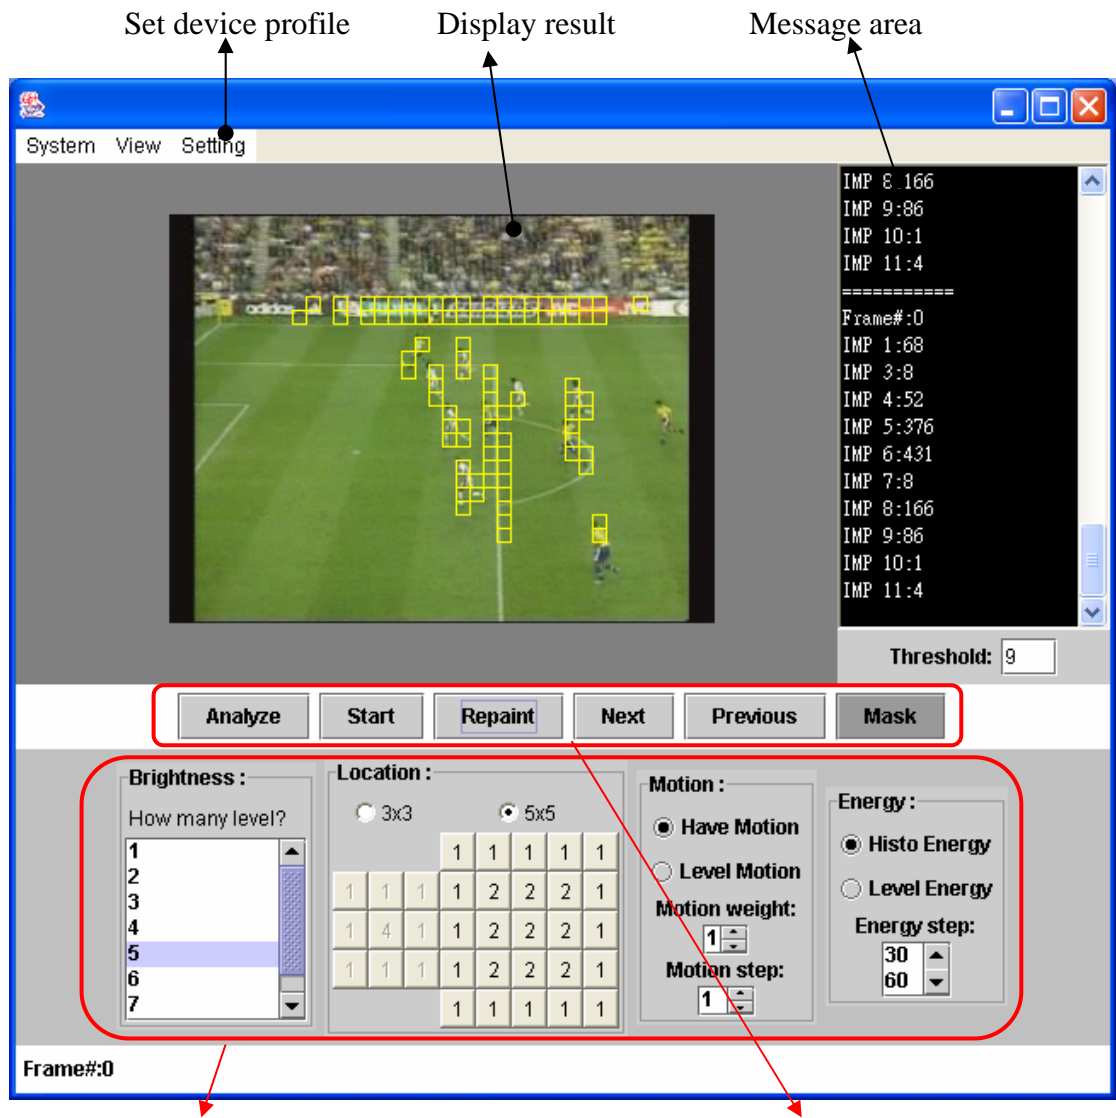 Set device profile Display result Message area
System View Setting
IMP 8 166
IMP 9:86
IMP 10:1
IMP 11:4
===========
Frame#:0
IMP 1:68
IMP 3:8
IMP 4:52
IMP 5:376
IMP 6:431
IMP 7:8
IMP 8:166
IMP 9:86
IMP 10:1
IMP 11:4
adidas
Threshold: 9
Analyze Start Repaint Next Previous Mask
Brightness :
How many level?
1
2
3
4
5
6
7
Location :
3x3 5x5
1 1 1 1 1
1 1 1 1 2 2 2 1
1 4 1 1 2 2 2 1
1 1 1 1 2 2 2 1
1 1 1 1 1
Motion :
Have Motion
Level Motion
Motion weight:
1
Motion step:
1
Energy :
Histo Energy
Level Energy
Energy step:
30
60
Frame#:0